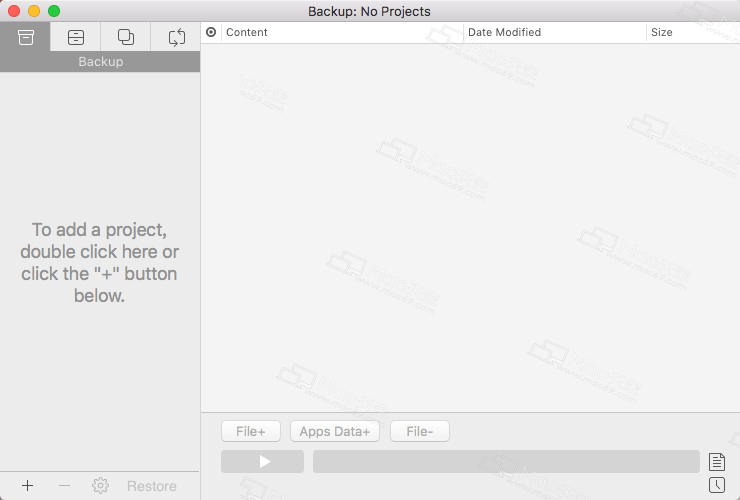 Backup: No Projects
Content
Date Modified
Size
Backup
To add a project,
double click here or
click the "+" button
below.
File+
Apps Data+
File-
Restore